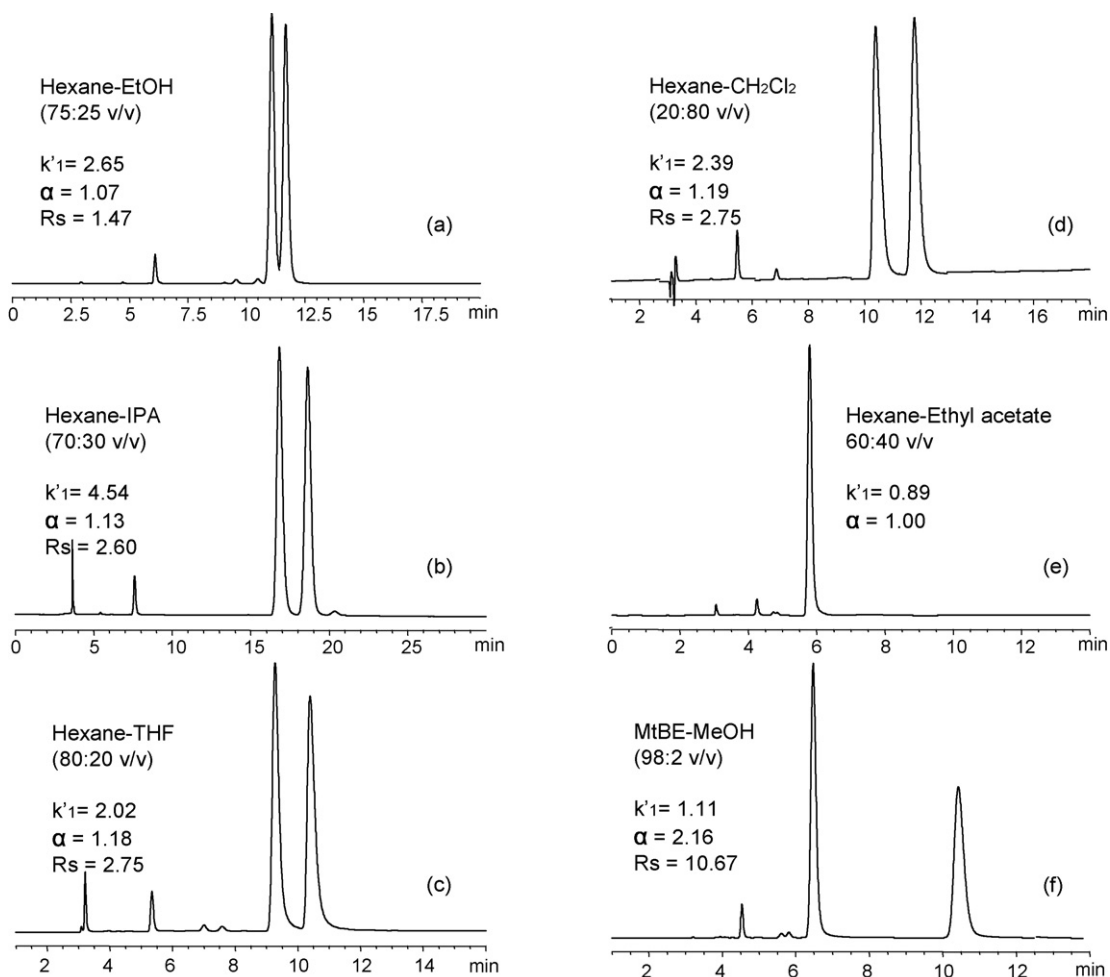 Hexane-EtOH
(75:25 v/v)
k'₁= 2.65
α = 1.07
Rs = 1.47
(a)
0 2.5 5 7.5 10 12.5 15 17.5 min
Hexane-IPA
(70:30 v/v)
k'₁= 4.54
α = 1.13
Rs = 2.60
(b)
0 5 10 15 20 25 min
Hexane-THF
(80:20 v/v)
k'₁= 2.02
α = 1.18
Rs = 2.75
(c)
2 4 6 8 10 12 14 min
Hexane-CH₂Cl₂
(20:80 v/v)
k'₁= 2.39
α = 1.19
Rs = 2.75
(d)
2 4 6 8 10 12 14 16 min
Hexane-Ethyl acetate
60:40 v/v
k'₁= 0.89
α = 1.00
(e)
0 2 4 6 8 10 12 min
MtBE-MeOH
(98:2 v/v)
k'₁= 1.11
α = 2.16
Rs = 10.67
(f)
2 4 6 8 10 12 min